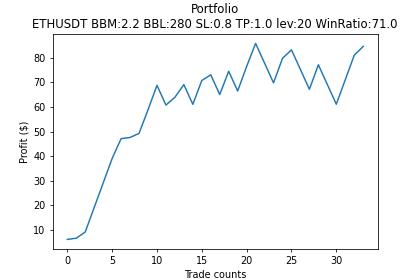 Portfolio
ETHUSDT BBM:2.2 BBL:280 SL:0.8 TP:1.0 lev:20 WinRatio:71.0
Profit ($)
80
70
60
50
40
30
20
10
0 5 10 15 20 25 30
Trade counts